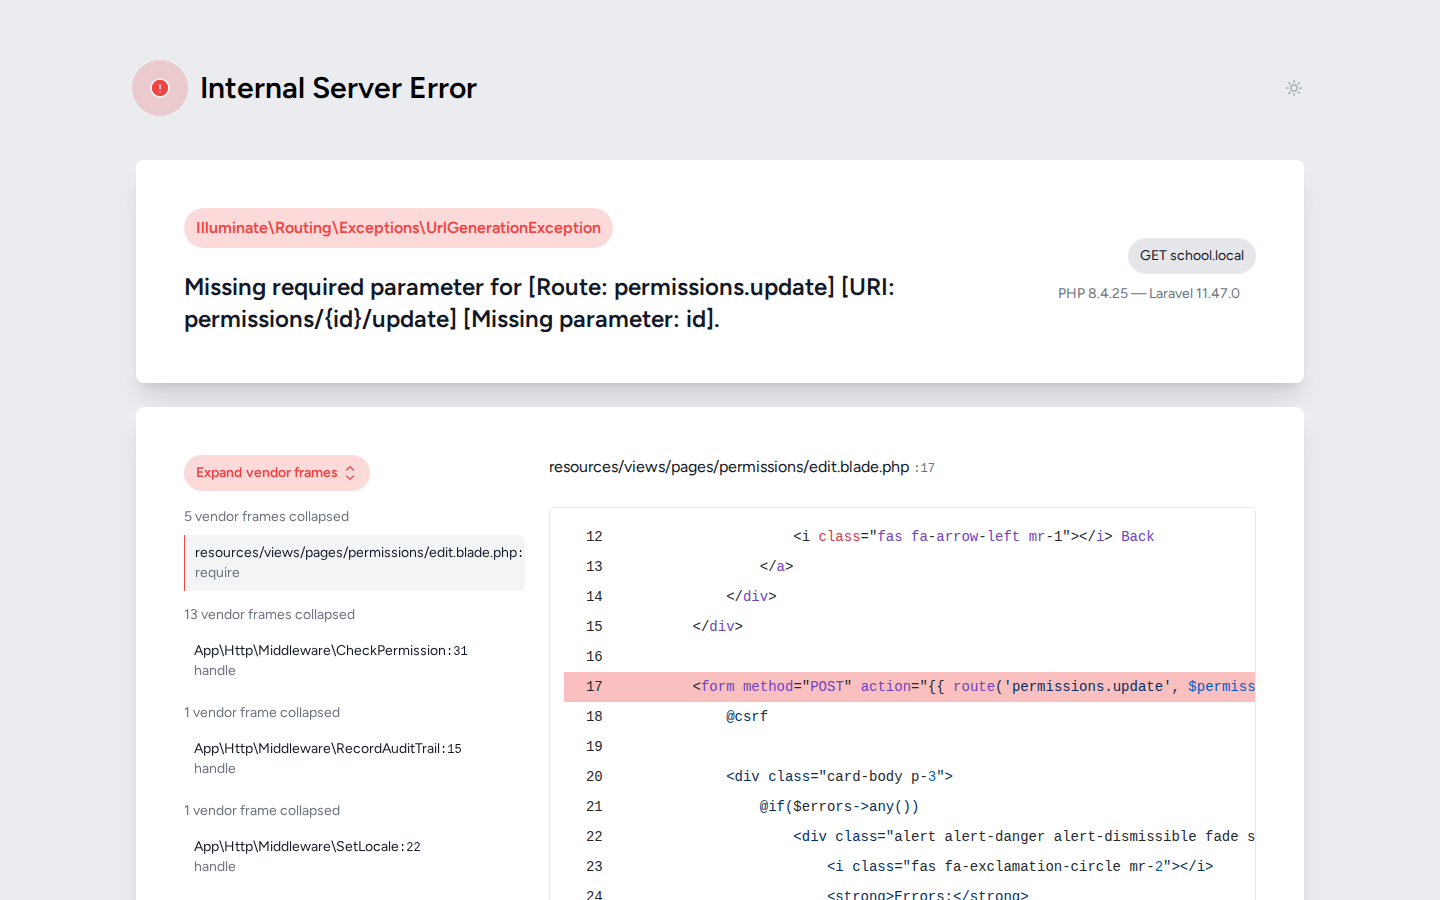 Internal Server Error
Illuminate\Routing\Exceptions\UrlGenerationException
Missing required parameter for [Route: permissions.update] [URI:
permissions/{id}/update] [Missing parameter: id].
GET school.local
PHP 8.4.25 — Laravel 11.47.0
Expand vendor frames
5 vendor frames collapsed
resources/views/pages/permissions/edit.blade.php:
require
13 vendor frames collapsed
App\Http\Middleware\CheckPermission:31
handle
1 vendor frame collapsed
App\Http\Middleware\RecordAuditTrail:15
handle
1 vendor frame collapsed
App\Http\Middleware\SetLocale:22
handle
resources/views/pages/permissions/edit.blade.php :17
12 <i class="fas fa-arrow-left mr-1"></i> Back
13 </a>
14 </div>
15 </div>
16
17 <form method="POST" action="{{ route('permissions.update', $permiss
18 @csrf
19
20 <div class="card-body p-3">
21 @if($errors->any())
22 <div class="alert alert-danger alert-dismissible fade s
23 <i class="fas fa-exclamation-circle mr-2"></i>
24 <strong>Errors:</strong>